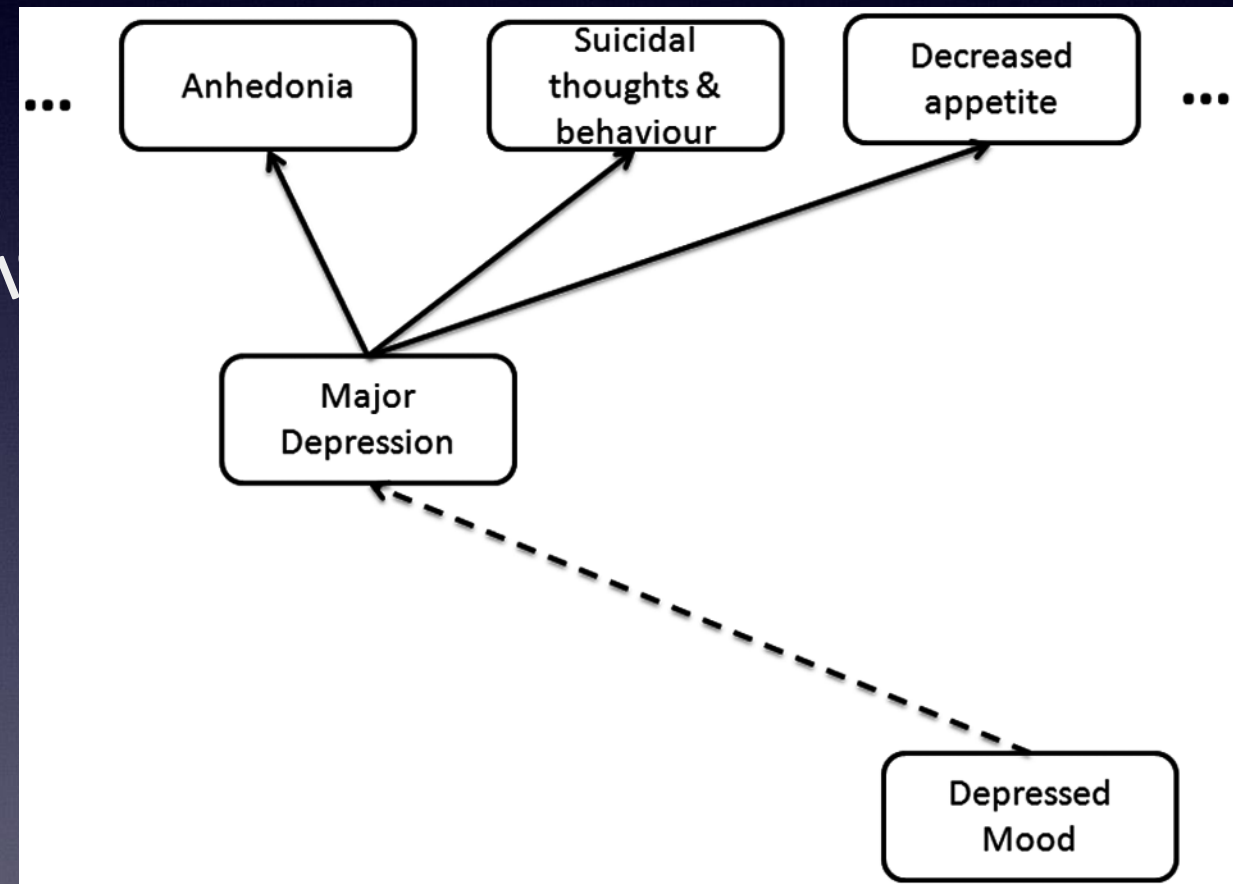 Anhedonia
Suicidal
thoughts &
behaviour
Decreased
appetite
...
...
Major
Depression
Depressed
Mood